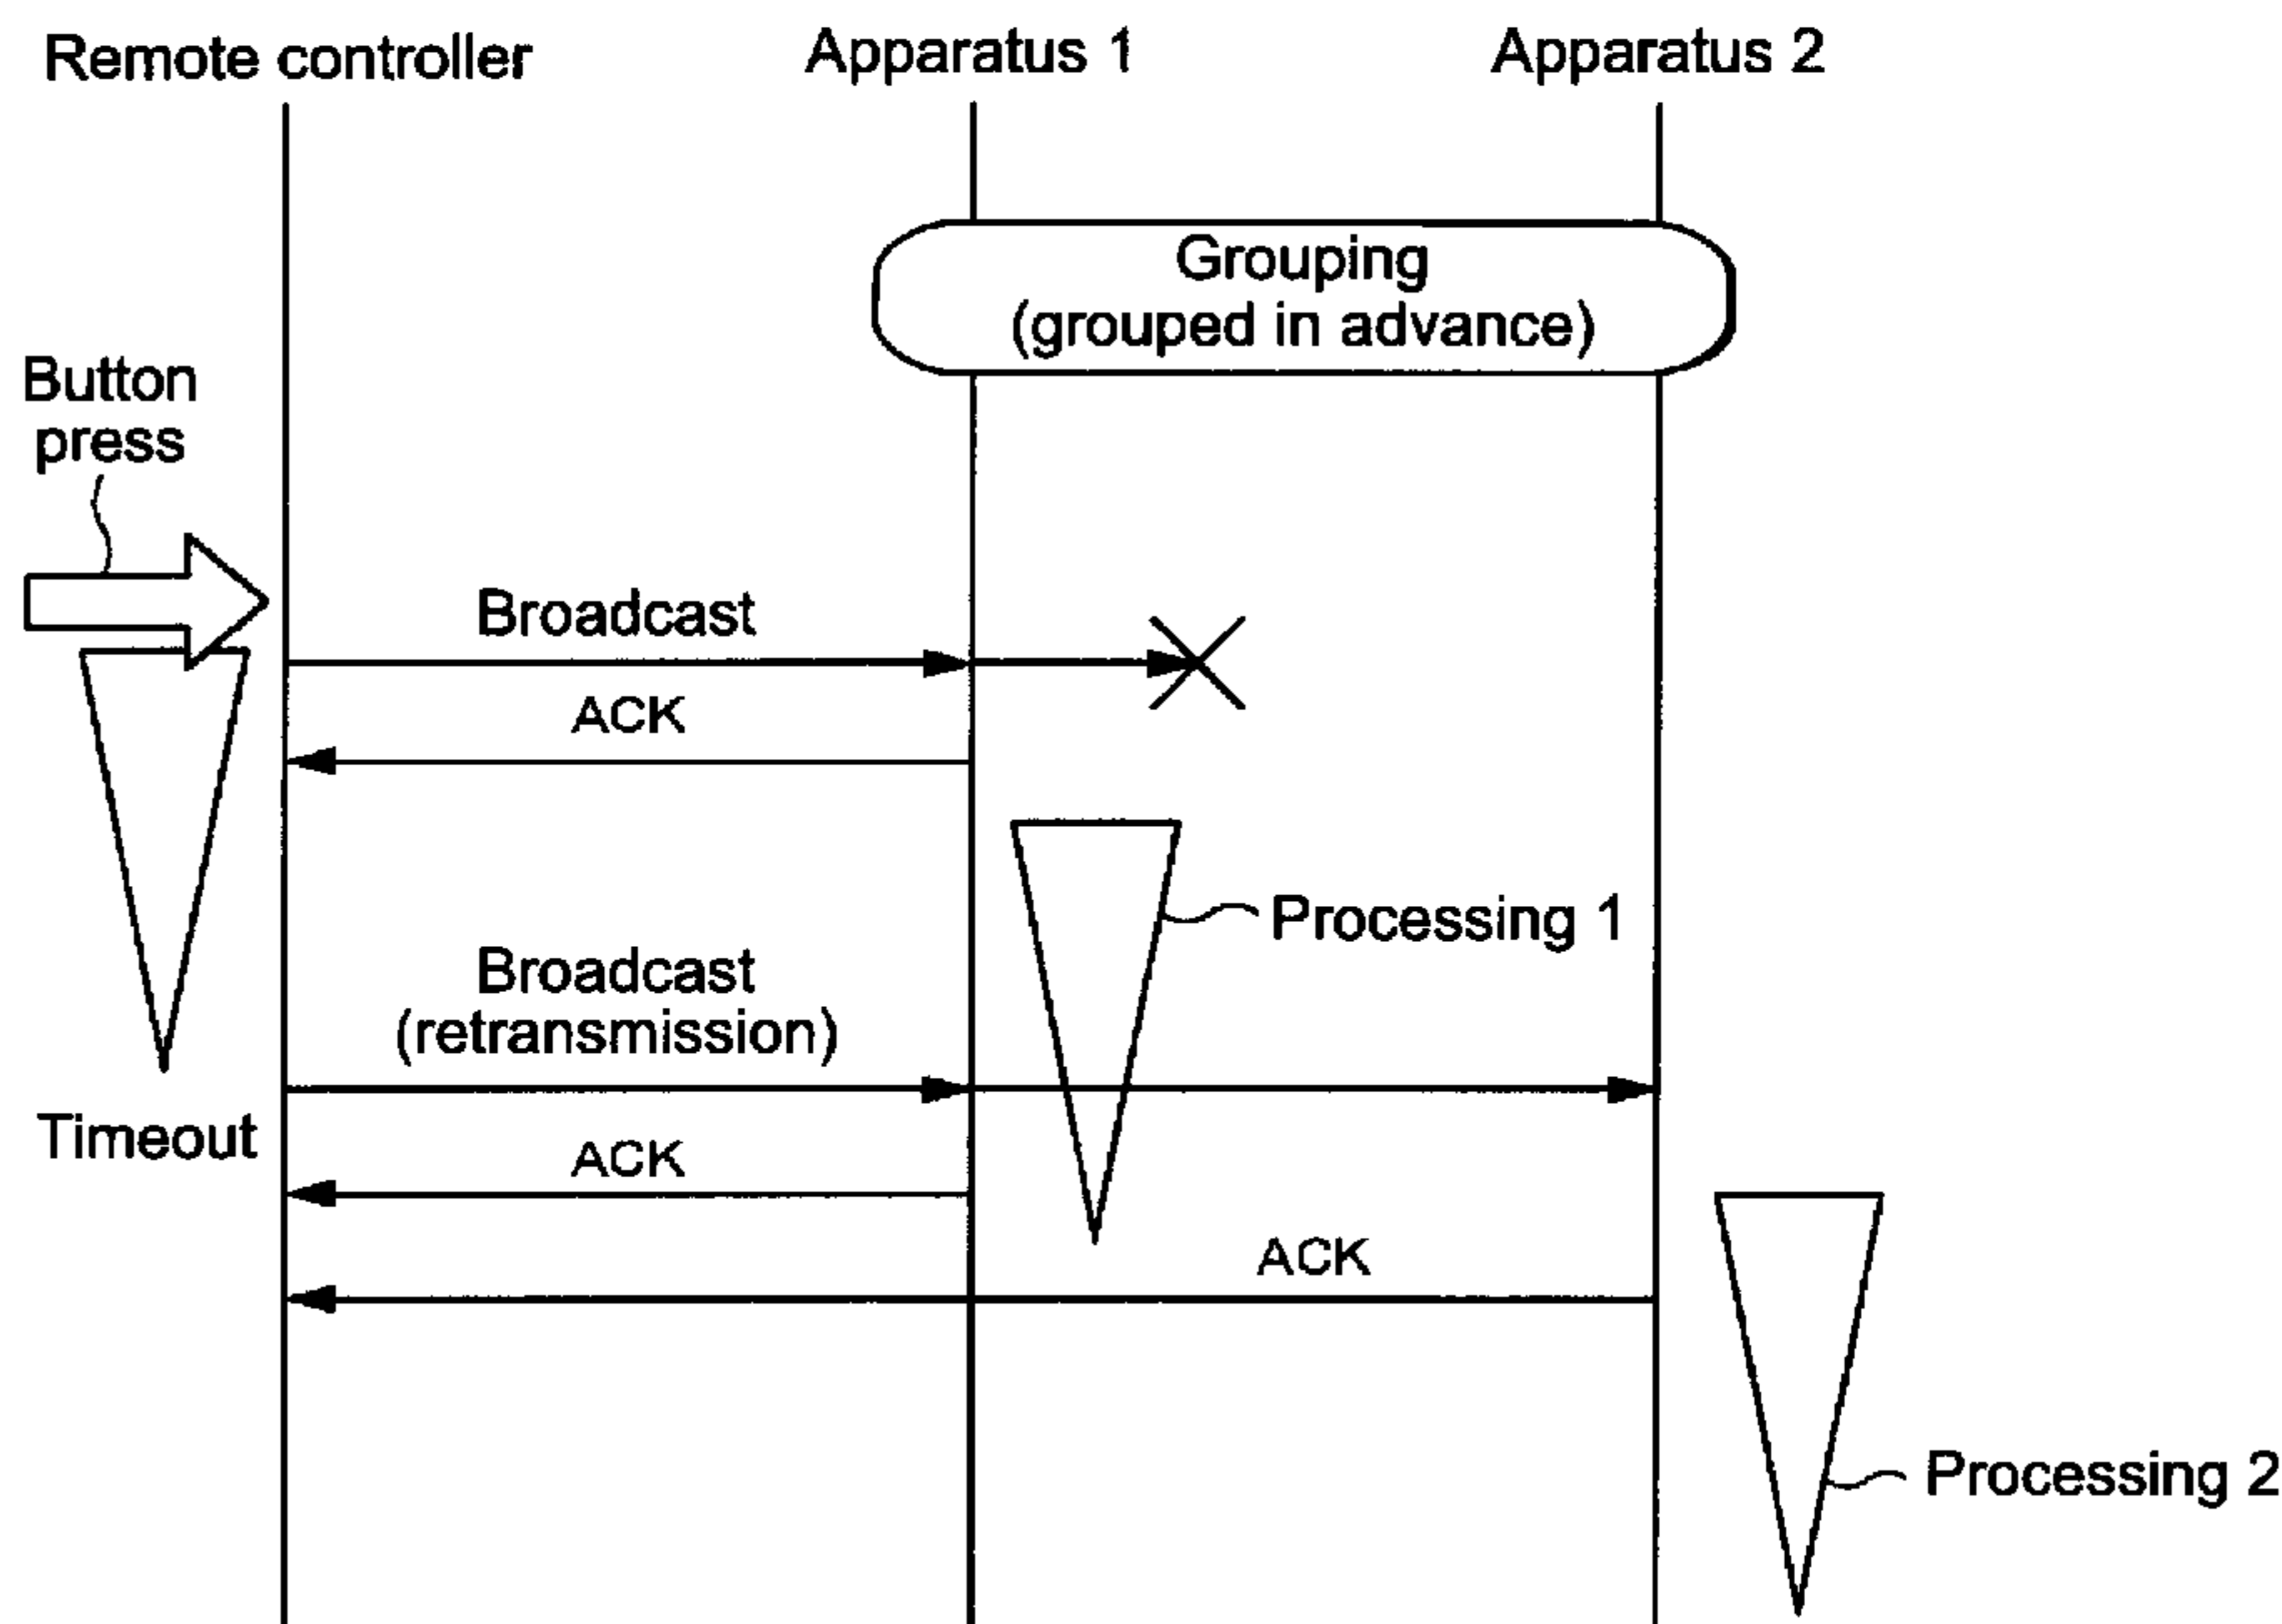 Remote controller
Apparatus 1
Apparatus 2
Grouping
(grouped in advance)
Button
press
Broadcast
ACK
Processing 1
Broadcast
(retransmission)
Timeout
ACK
ACK
Processing 2